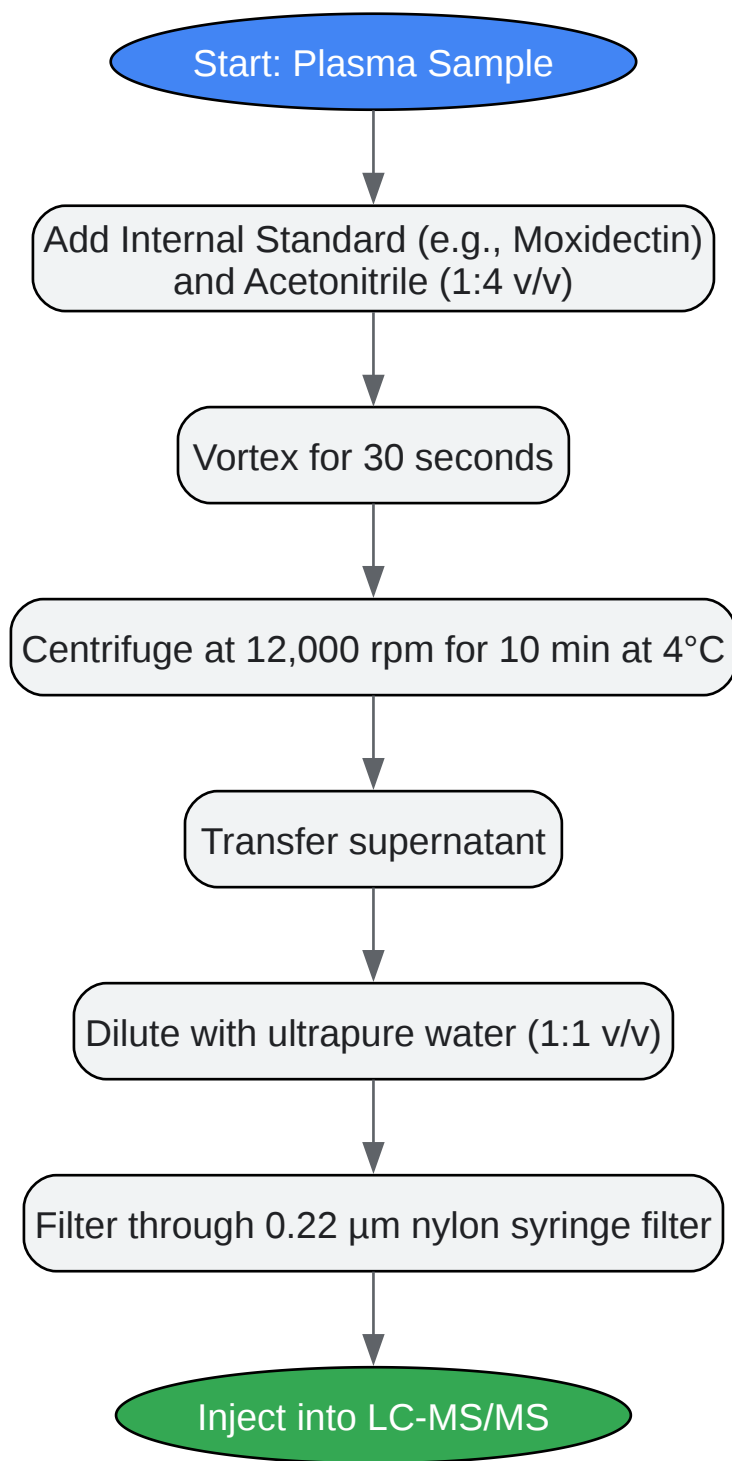 Start: Plasma Sample
Add Internal Standard (e.g., Moxidectin)
and Acetonitrile (1:4 v/v)
Vortex for 30 seconds
Centrifuge at 12,000 rpm for 10 min at 4°C
Transfer supernatant
Dilute with ultrapure water (1:1 v/v)
Filter through 0.22 µm nylon syringe filter
Inject into LC-MS/MS